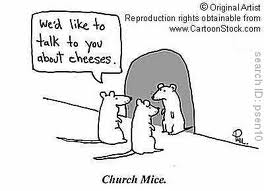 © Original Artist
Reproduction rights obtainable from
www.CartoonStock.com
We'd like to
talk to you
about cheeses.
search ID: psen10
Church Mice.